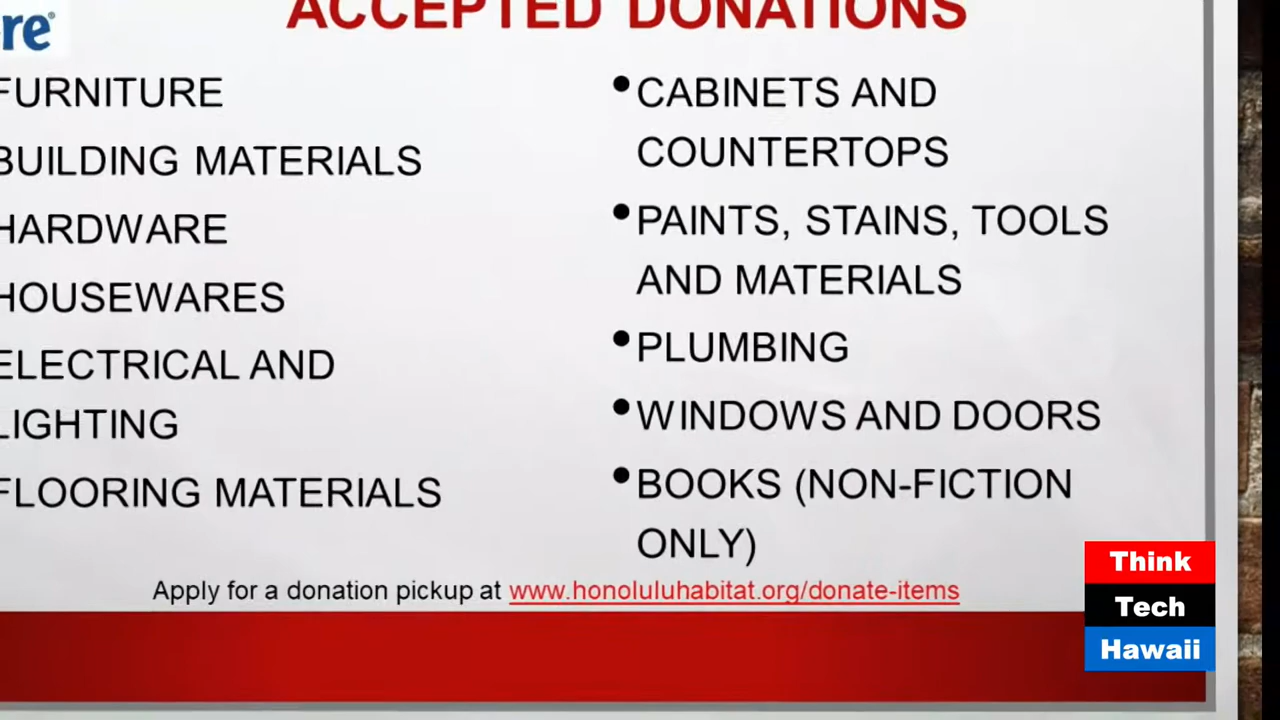 ACCEPTED DONATIONS
re®
FURNITURE
BUILDING MATERIALS
HARDWARE
HOUSEWARES
ELECTRICAL AND
LIGHTING
FLOORING MATERIALS
•CABINETS AND
COUNTERTOPS
•PAINTS, STAINS, TOOLS
AND MATERIALS
•PLUMBING
•WINDOWS AND DOORS
•BOOKS (NON-FICTION
ONLY)
Apply for a donation pickup at www.honoluluhabitat.org/donate-items
Think
Tech
Hawaii